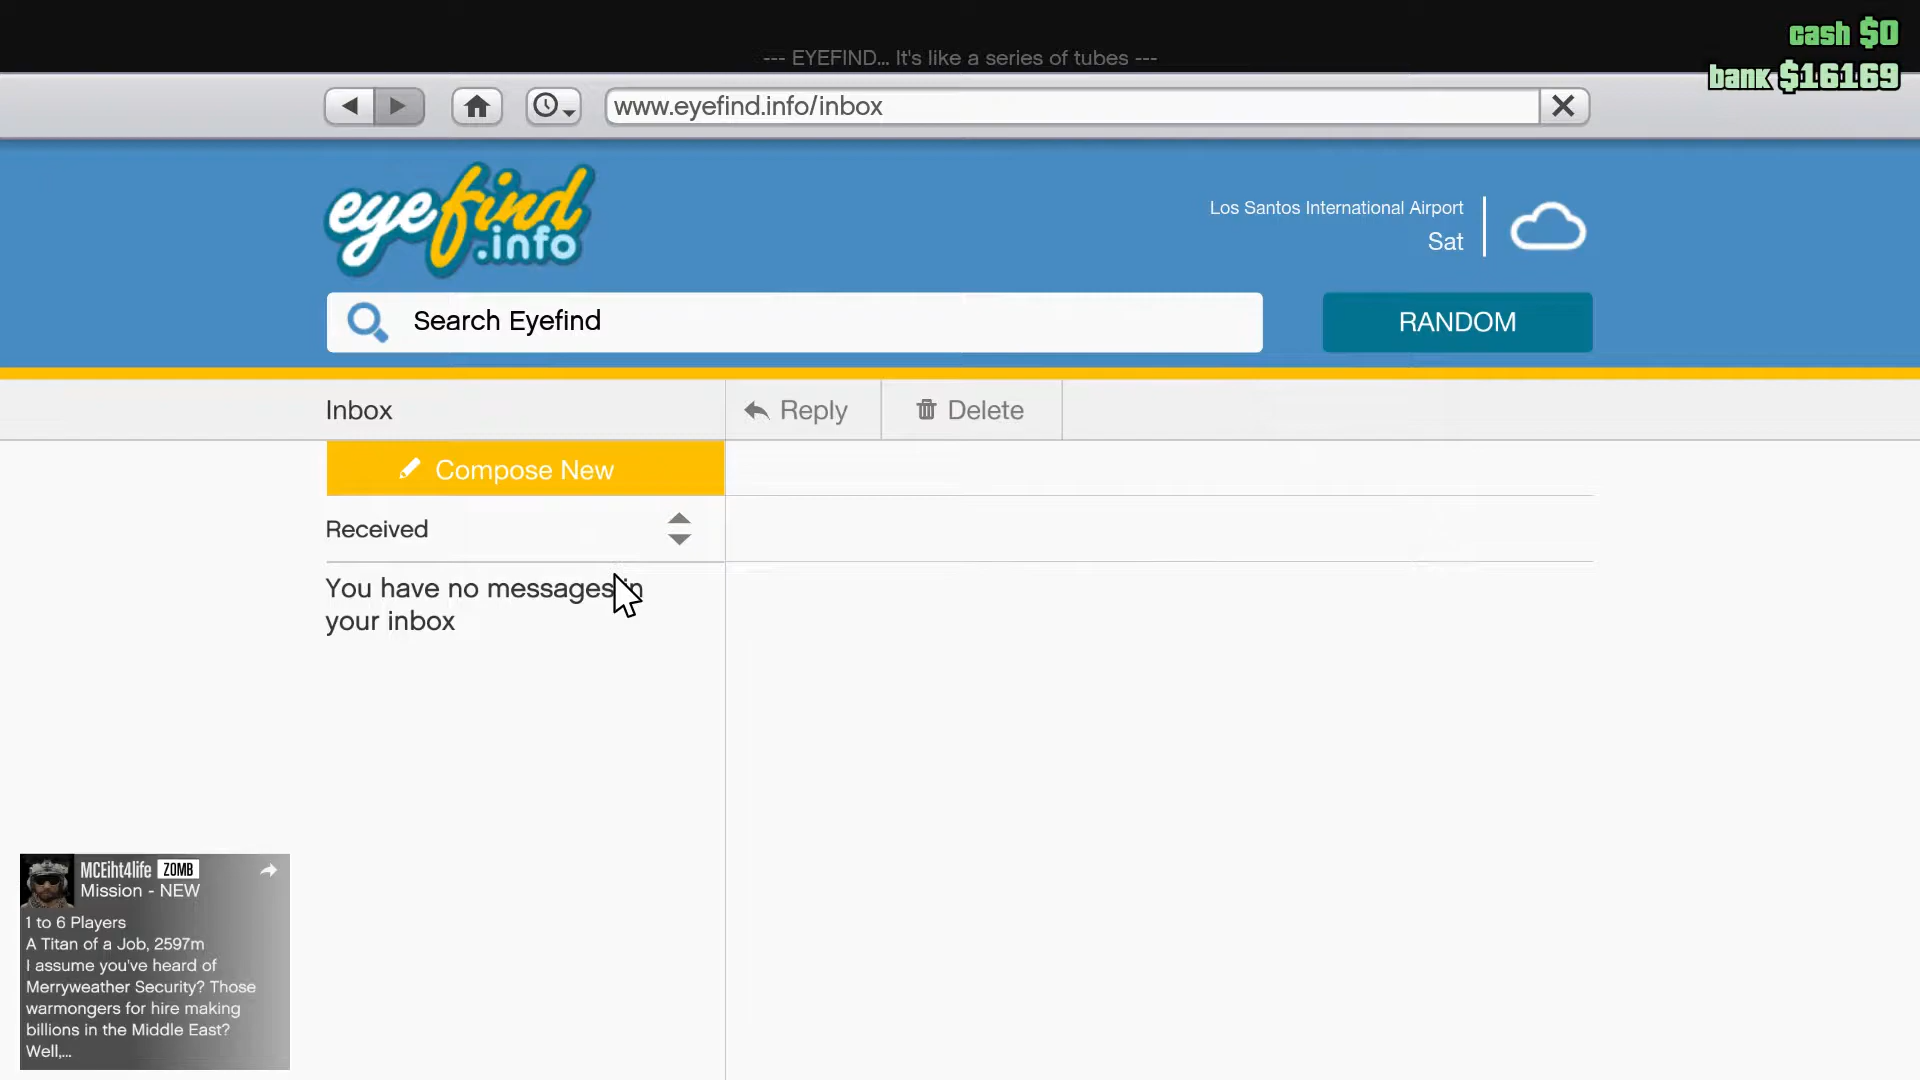 cash $0
--- EYEFIND... It's like a series of tubes ---
bank $16169
www.eyefind.info/inbox
eyefind
.info
Los Santos International Airport
Sat
Search Eyefind
RANDOM
Inbox
Reply
Delete
Compose New
Received
You have no messages in
your inbox
MCEiht4life ZOMB
Mission - NEW
1 to 6 Players
A Titan of a Job, 2597m
I assume you've heard of
Merryweather Security? Those
warmongers for hire making
billions in the Middle East?
Well,...